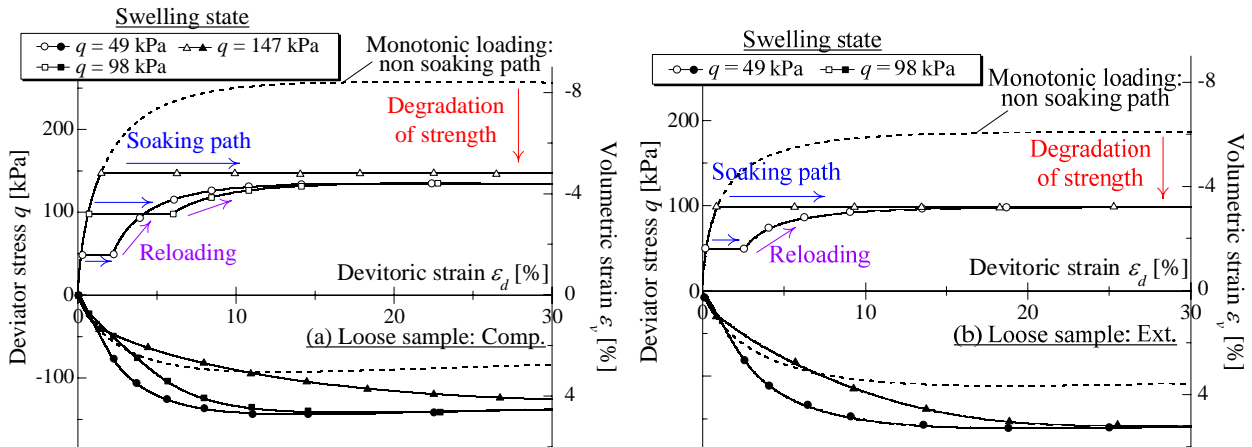 Swelling state
q = 49 kPa q = 147 kPa
q = 98 kPa
Monotonic loading:
non soaking path
Degradation
of strength
Soaking path
Reloading
Devitoric strain εd [%]
Deviator stress q [kPa]
200
100
0
-100
0 10 20 30
Volumetric strain εv [%]
-8
-4
0
4
(a) Loose sample: Comp.
Swelling state
q = 49 kPa q = 98 kPa
Monotonic loading:
non soaking path
Degradation
of strength
Soaking path
Reloading
Devitoric strain εd [%]
Deviator stress q [kPa]
200
100
0
-100
0 10 20 30
Volumetric strain εv [%]
-8
-4
0
4
(b) Loose sample: Ext.